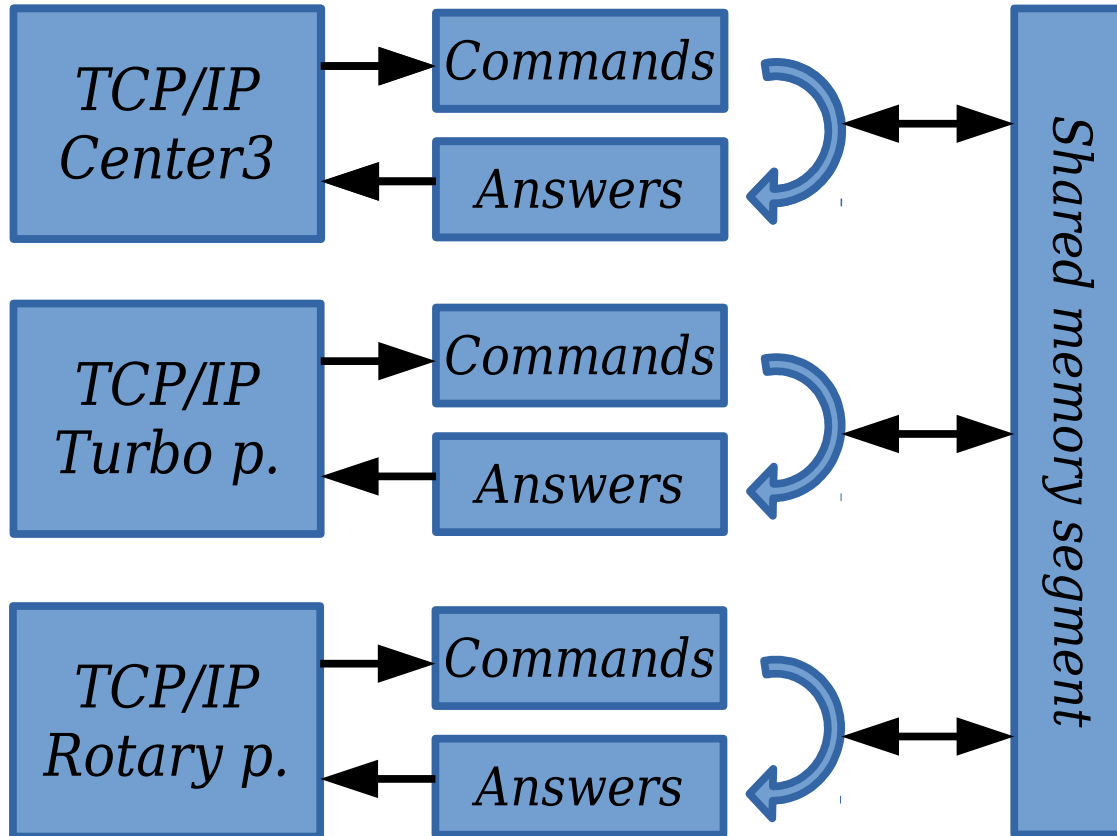 TCP/IP
Center3
Commands
Answers
TCP/IP
Turbo p.
Commands
Answers
TCP/IP
Rotary p.
Commands
Answers
Shared memory segment